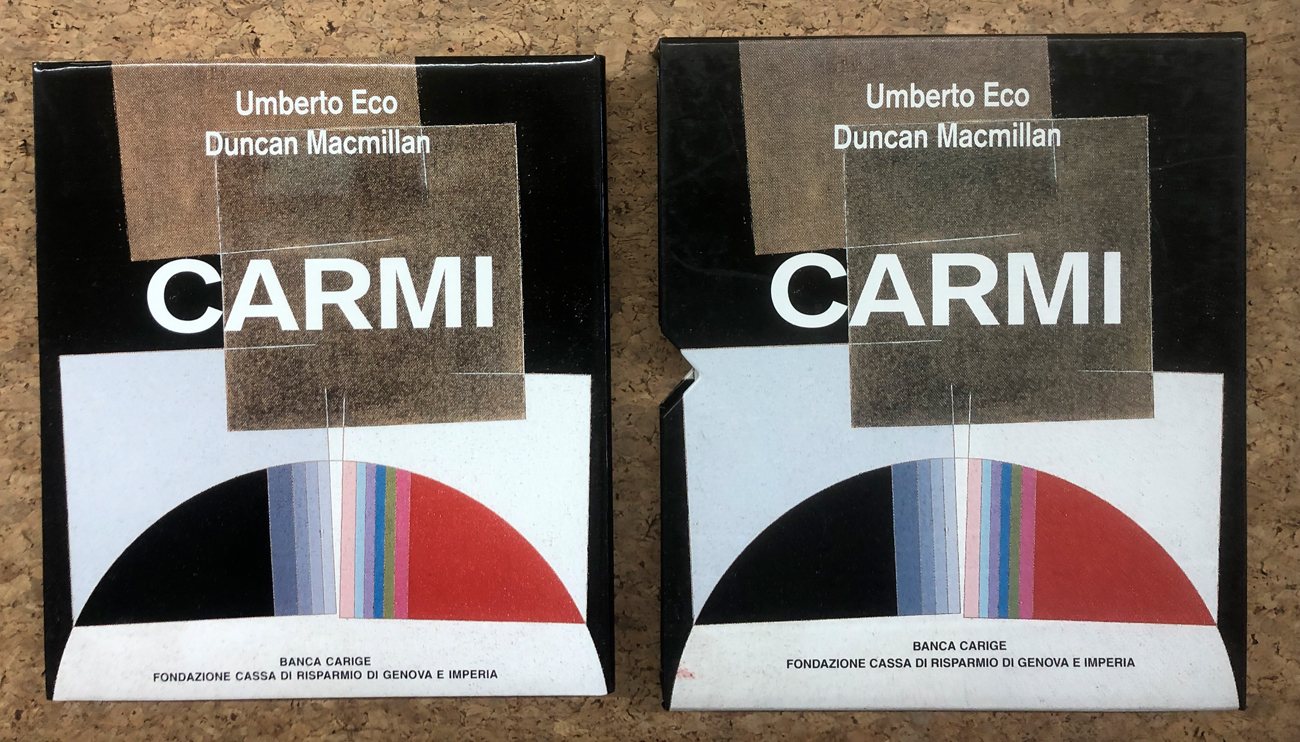 Umberto Eco
Duncan Macmillan
CARMI
BANCA CARIGE
FONDAZIONE CASSA DI RISPARMIO DI GENOVA E IMPERIA
Umberto Eco
Duncan Macmillan
CARMI
BANCA CARIGE
FONDAZIONE CASSA DI RISPARMIO DI GENOVA E IMPERIA